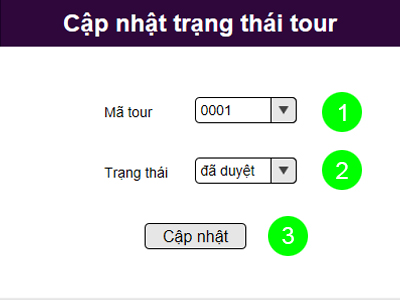 Cập nhật trạng thái tour
Mã tour 0001 1
Trạng thái đã duyệt 2
Cập nhật 3